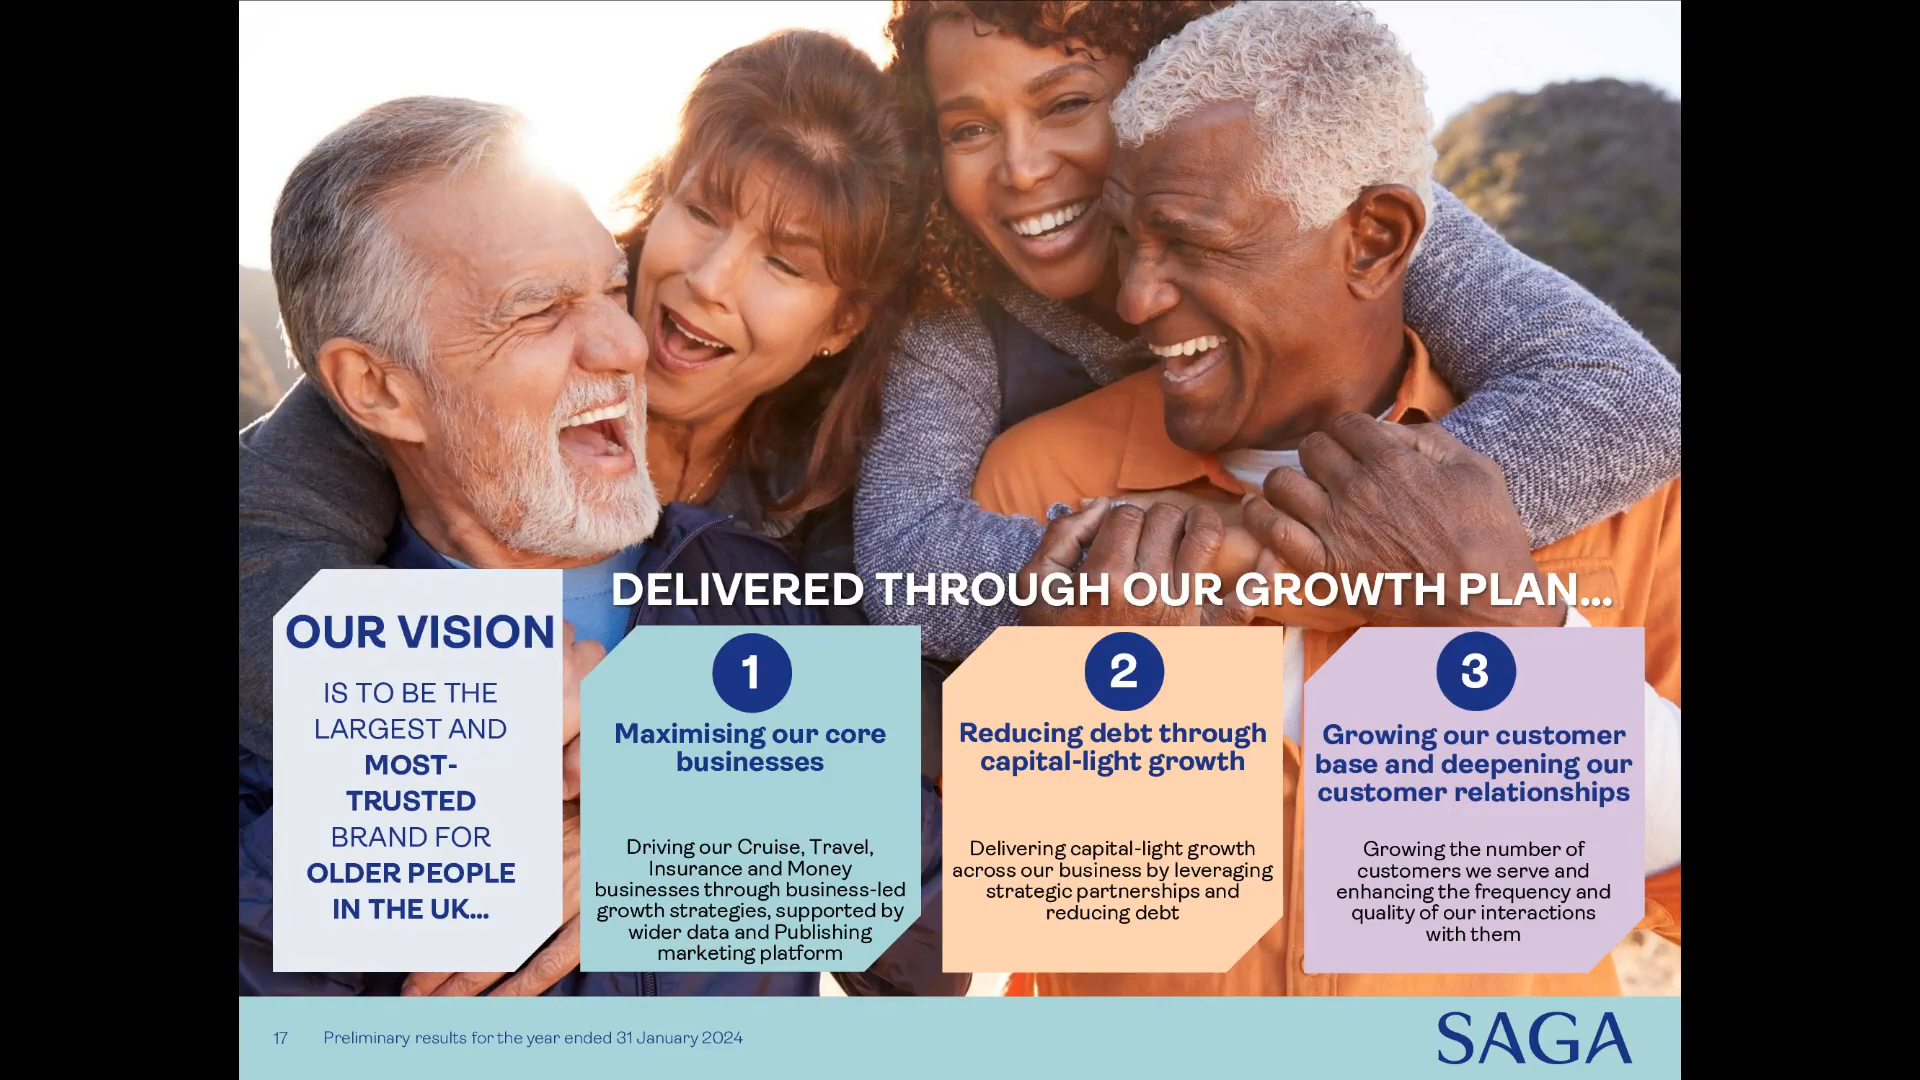 DELIVERED THROUGH OUR GROWTH PLAN...
OUR VISION
IS TO BE THE
LARGEST AND
MOST-
TRUSTED
BRAND FOR
OLDER PEOPLE
IN THE UK...
1
Maximising our core
businesses
Driving our Cruise, Travel,
Insurance and Money
businesses through business-led
growth strategies, supported by
wider data and Publishing
marketing platform
2
Reducing debt through
capital-light growth
Delivering capital-light growth
across our business by leveraging
strategic partnerships and
reducing debt
3
Growing our customer
base and deepening our
customer relationships
Growing the number of
customers we serve and
enhancing the frequency and
quality of our interactions
with them
17 Preliminary results for the year ended 31 January 2024
SAGA